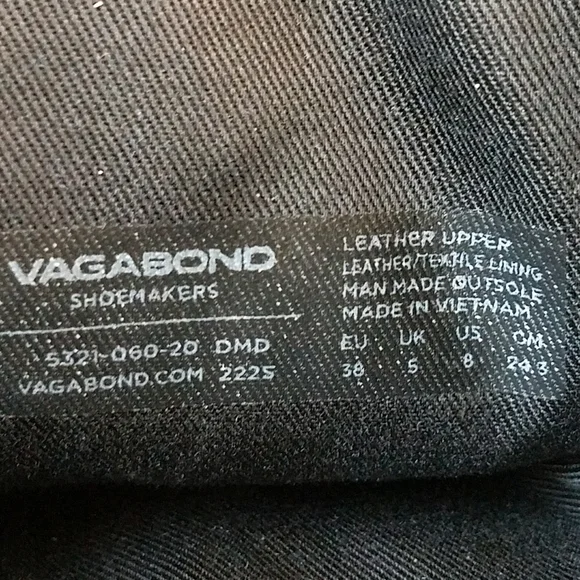 VAGABOND
SHOEMAKERS
5321-060-20 DMD
VAGABOND.COM 2225
LEATHER UPPER
LEATHER/TEXTILE LINING
MAN MADE OUTSOLE
MADE IN VIETNAM
EU UK US CM
38 5 8 24.3